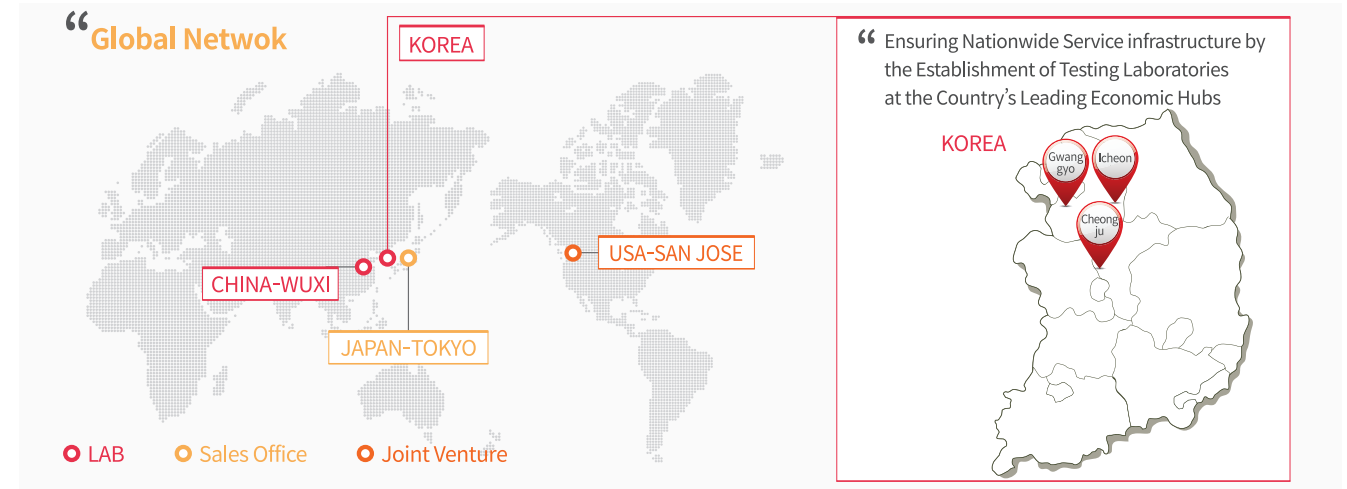 “Global Netwok
KOREA
CHINA-WUXI
JAPAN-TOKYO
USA-SAN JOSE
LAB
Sales Office
Joint Venture
“ Ensuring Nationwide Service infrastructure by
the Establishment of Testing Laboratories
at the Country’s Leading Economic Hubs
KOREA
Gwang
gyo
Icheon
Cheong
ju